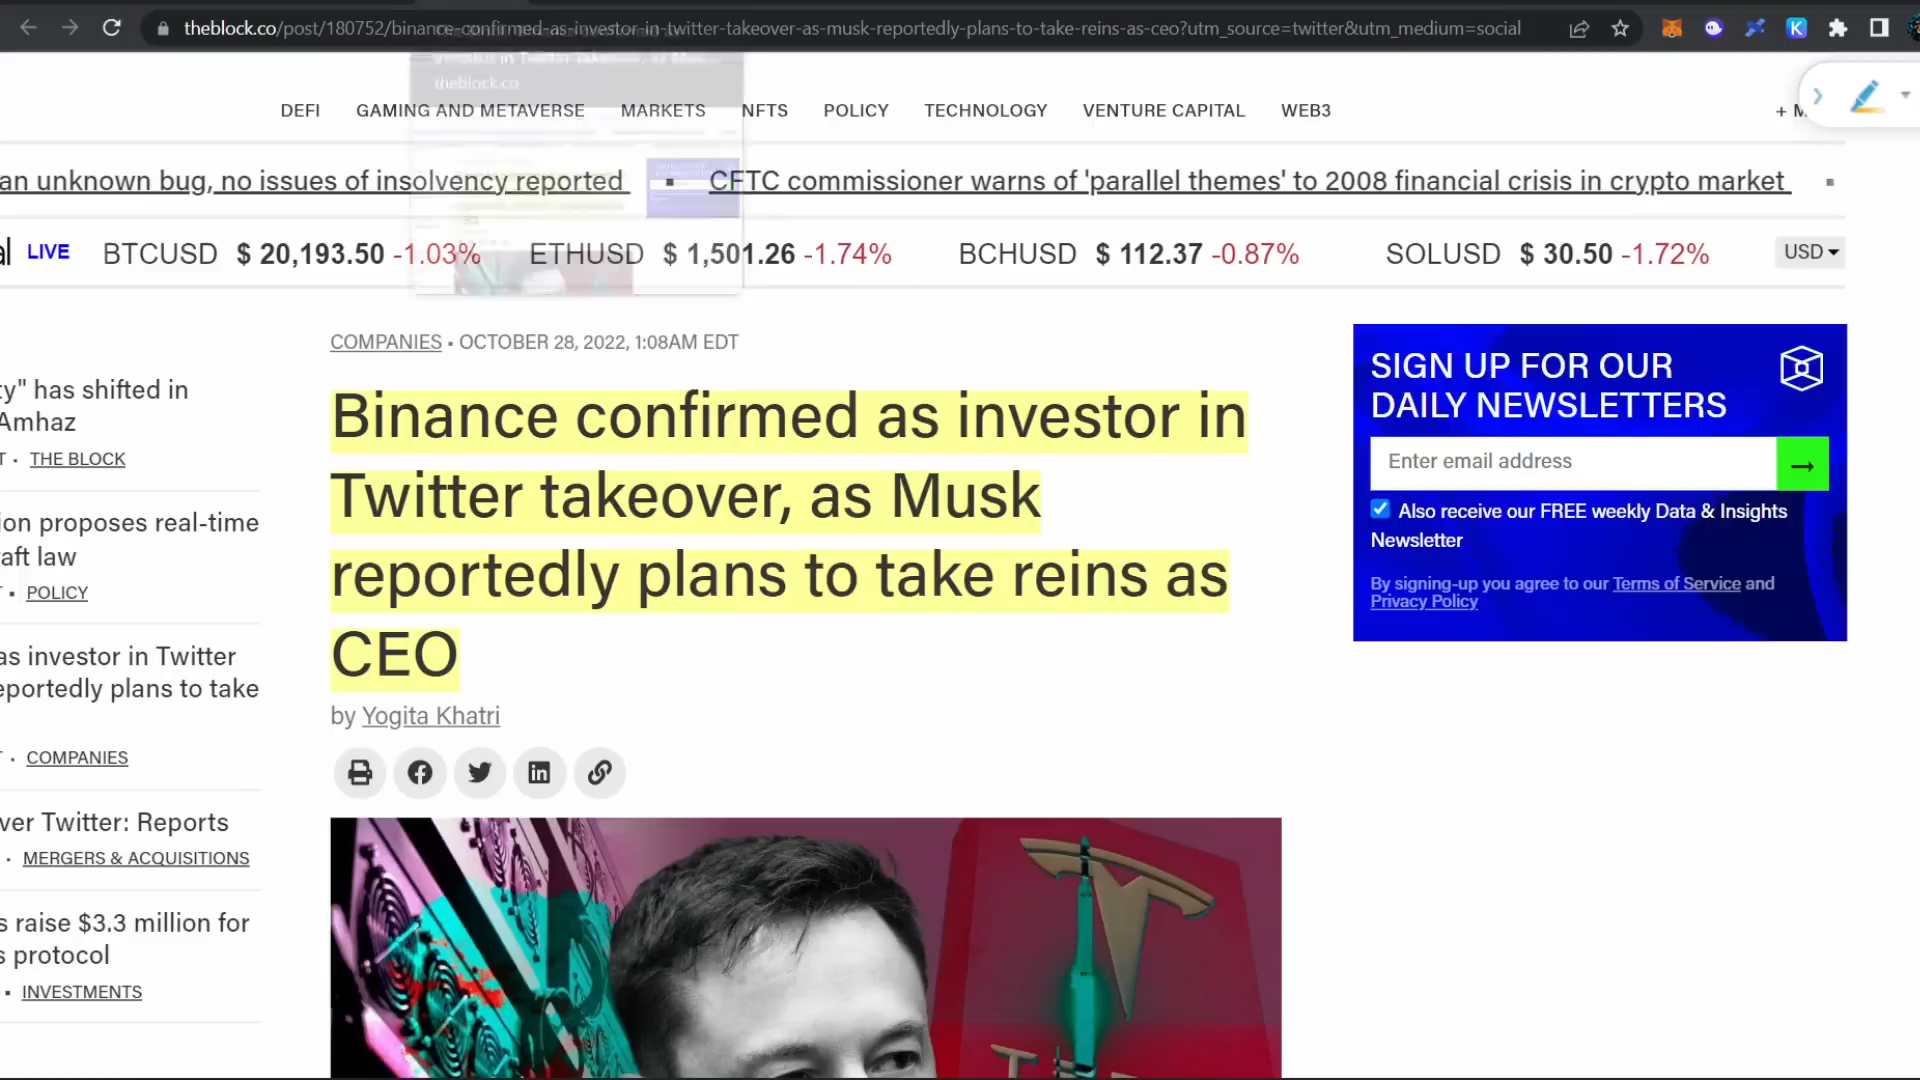 theblock.co/post/180752/binance-confirmed-as-investor-in-twitter-takeover-as-musk-reportedly-plans-to-take-reins-as-ceo?utm_source=twitter&utm_medium=social
theblock.co
DEFI GAMING AND METAVERSE MARKETS NFTS POLICY TECHNOLOGY VENTURE CAPITAL WEB3 + M
an unknown bug, no issues of insolvency reported ▪ CFTC commissioner warns of 'parallel themes' to 2008 financial crisis in crypto market ▪
al LIVE BTCUSD $ 20,193.50 -1.03% ETHUSD $ 1,501.26 -1.74% BCHUSD $ 112.37 -0.87% SOLUSD $ 30.50 -1.72% USD
ty" has shifted in
Amhaz
T · THE BLOCK
ion proposes real-time
raft law
T · POLICY
as investor in Twitter
eportedly plans to take
T · COMPANIES
ver Twitter: Reports
· MERGERS & ACQUISITIONS
s raise $3.3 million for
s protocol
· INVESTMENTS
COMPANIES • OCTOBER 28, 2022, 1:08AM EDT
Binance confirmed as investor in
Twitter takeover, as Musk
reportedly plans to take reins as
CEO
by Yogita Khatri
SIGN UP FOR OUR
DAILY NEWSLETTERS
Enter email address
→
Also receive our FREE weekly Data & Insights
Newsletter
By signing-up you agree to our Terms of Service and
Privacy Policy